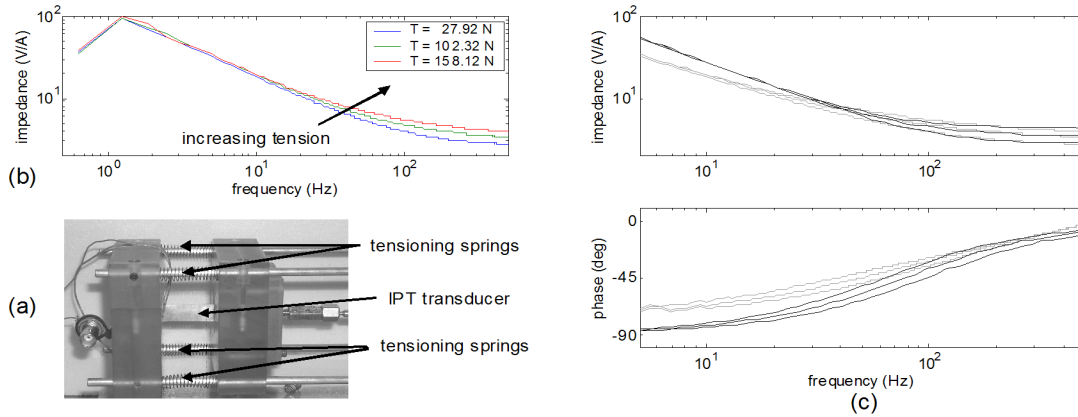 10²
10¹
impedance (V/A)
T = 27.92 N
T = 102.32 N
T = 158.12 N
increasing tension
10⁰
10¹
10²
frequency (Hz)
(b)
tensioning springs
IPT transducer
tensioning springs
(a)
10²
10¹
impedance (V/A)
10¹
10²
0
-45
-90
phase (deg)
10¹
10²
frequency (Hz)
(c)